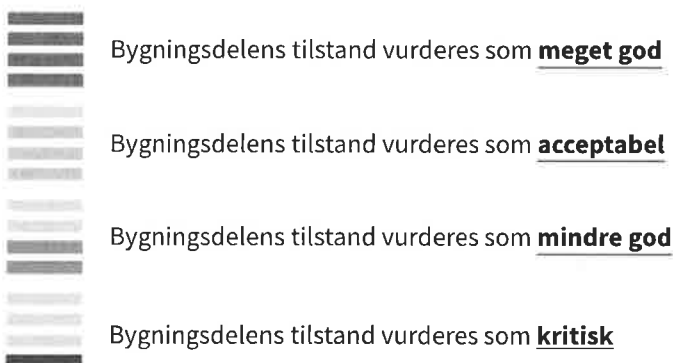 Bygningsdelens tilstand vurderes som meget god
Bygningsdelens tilstand vurderes som acceptabel
Bygningsdelens tilstand vurderes som mindre god
Bygningsdelens tilstand vurderes som kritisk